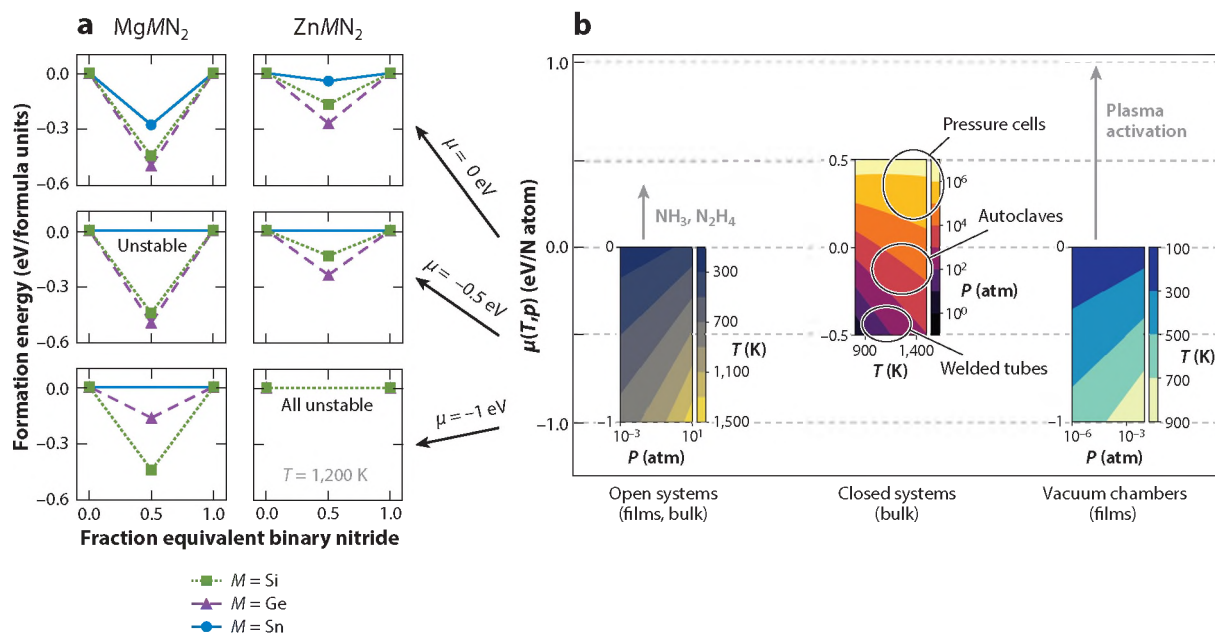 a
MgMN2
ZnMN2
Formation energy (eV/formula units)
0.0
−0.3
−0.6
0.0
−0.3
−0.6
Unstable
0.0
−0.3
−0.6
All unstable
T = 1,200 K
0.0 0.5 1.0
0.0 0.5 1.0
Fraction equivalent binary nitride
M = Si
M = Ge
M = Sn
μ = 0 eV
μ = −0.5 eV
μ = −1 eV
b
μ(T,p) (eV/N atom)
1.0
0.0
−1.0
NH3, N2H4
0
−1
10−3 101
P (atm)
300
700
T (K)
1,100
1,500
Open systems
(films, bulk)
Pressure cells
Autoclaves
Welded tubes
0.5
0.0
−0.5
900 1,400
T (K)
106
104
102
P (atm)
100
Closed systems
(bulk)
Plasma
activation
0
−1
10−6 10−3
P (atm)
100
300
500
T (K)
700
900
Vacuum chambers
(films)